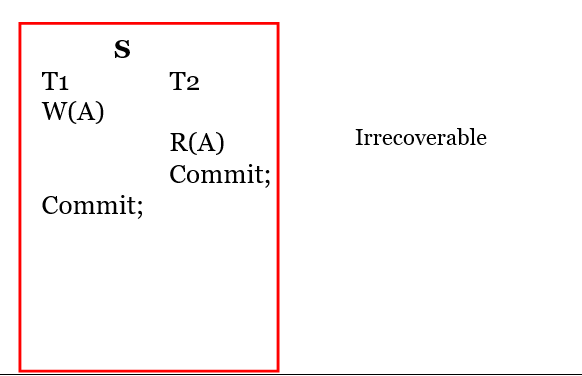 S
T1 T2
W(A)
R(A)
Irrecoverable
Commit;
Commit;